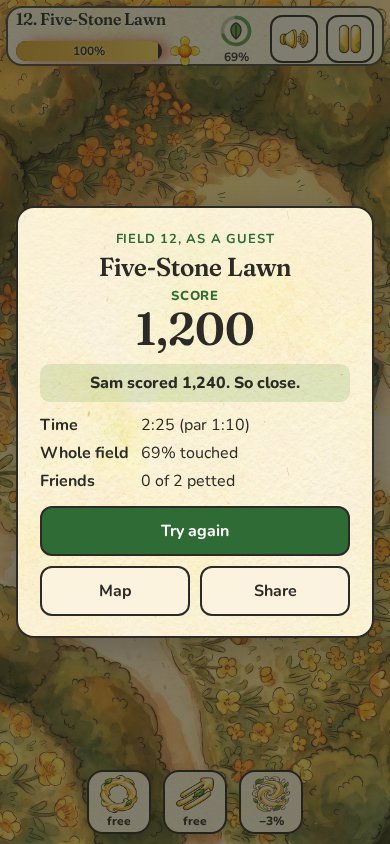 12. Five-Stone Lawn
100%
69%
FIELD 12, AS A GUEST
Five-Stone Lawn
SCORE
1,200
Sam scored 1,240. So close.
Time 2:25 (par 1:10)
Whole field 69% touched
Friends 0 of 2 petted
Try again
Map Share
free free −3%